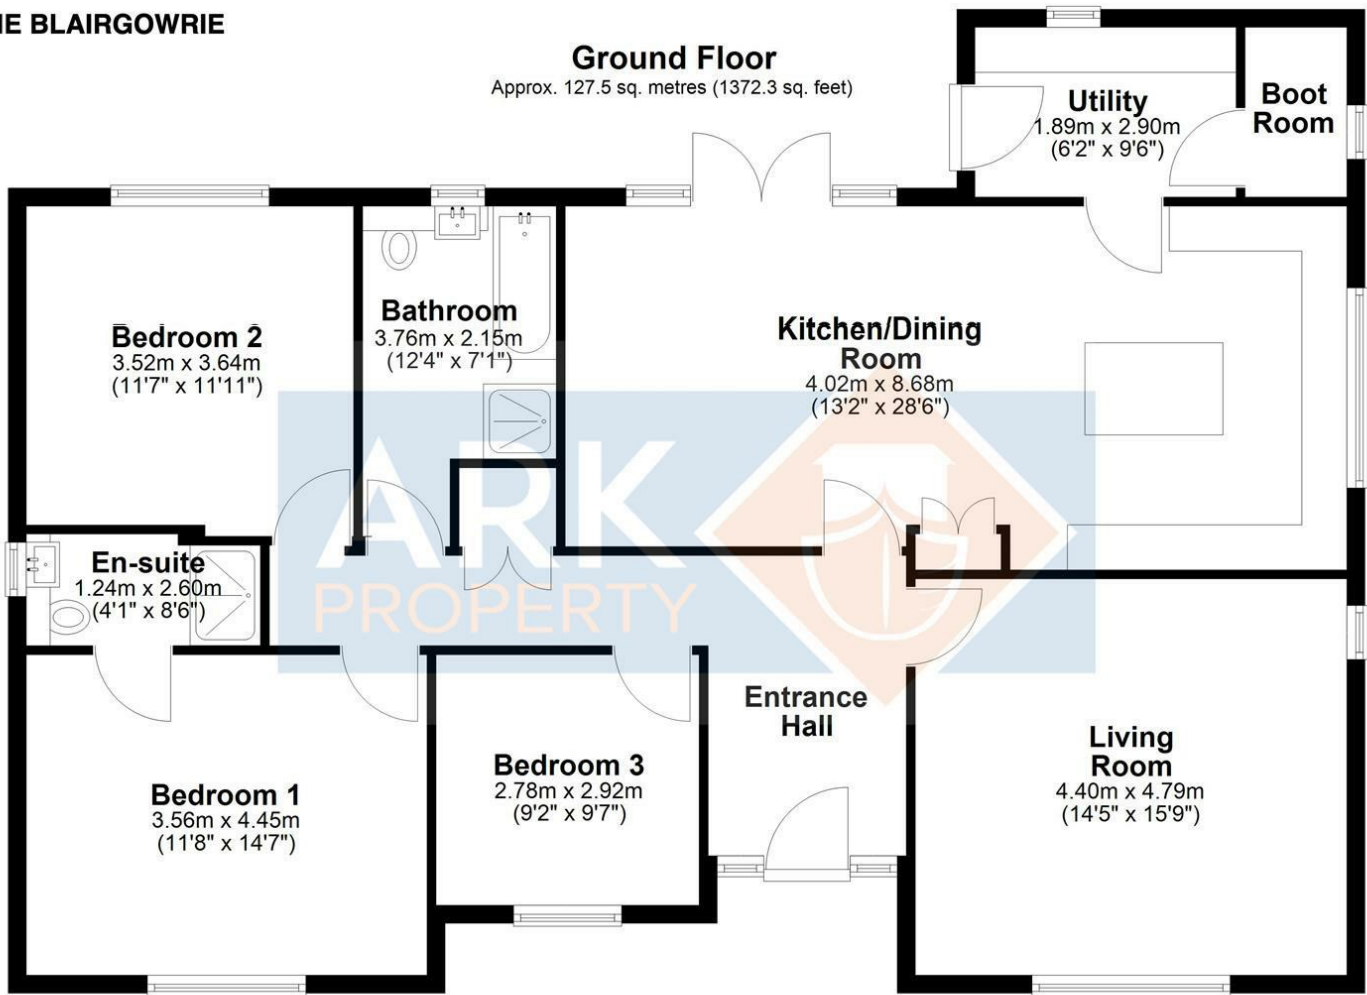 IE BLAIRGOWRIE
Ground Floor
Approx. 127.5 sq. metres (1372.3 sq. feet)
Utility
1.89m x 2.90m
(6'2" x 9'6")
Boot
Room
Bedroom 2
3.52m x 3.64m
(11'7" x 11'11")
Bathroom
3.76m x 2.15m
(12'4" x 7'1")
Kitchen/Dining
Room
4.02m x 8.68m
(13'2" x 28'6")
ARK
PROPERTY
En-suite
1.24m x 2.60m
(4'1" x 8'6")
Entrance
Hall
Bedroom 1
3.56m x 4.45m
(11'8" x 14'7")
Bedroom 3
2.78m x 2.92m
(9'2" x 9'7")
Living
Room
4.40m x 4.79m
(14'5" x 15'9")